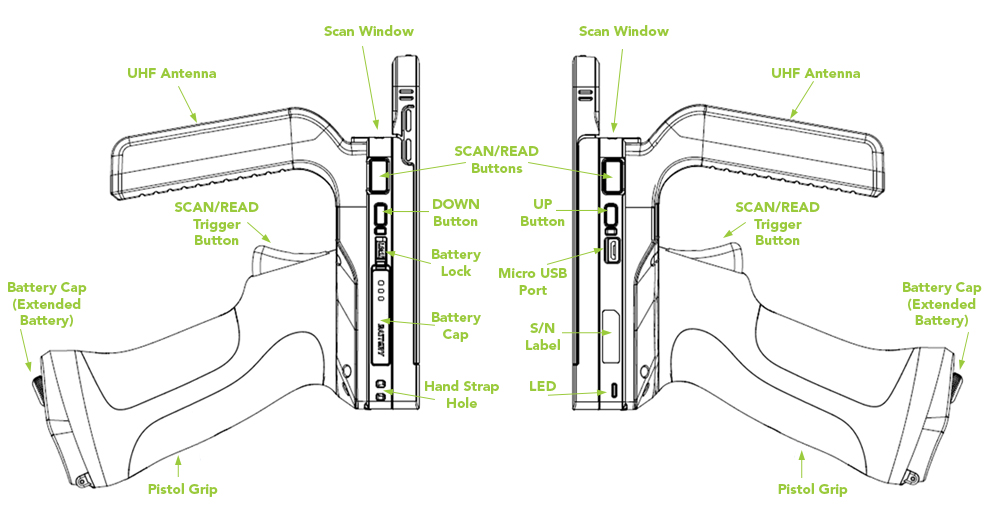 Scan Window
Scan Window
UHF Antenna
UHF Antenna
SCAN/READ
Buttons
SCAN/READ
Trigger
Button
DOWN
Button
UP
Button
SCAN/READ
Trigger
Button
Battery
Lock
Micro USB
Port
Battery Cap
(Extended
Battery)
Battery Cap
(Extended
Battery)
Battery
Cap
BATTERY
S/N
Label
Hand Strap
Hole
LED
Pistol Grip
Pistol Grip